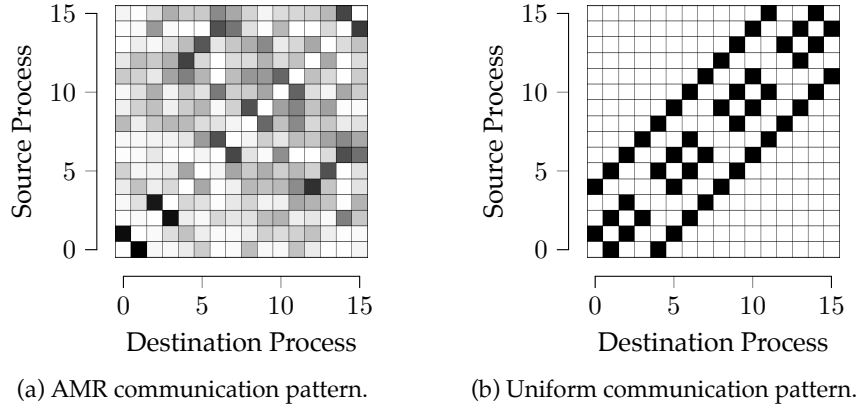 15
10
5
0
Source Process
0 5 10 15
Destination Process
(a) AMR communication pattern.
15
10
5
0
Source Process
0 5 10 15
Destination Process
(b) Uniform communication pattern.